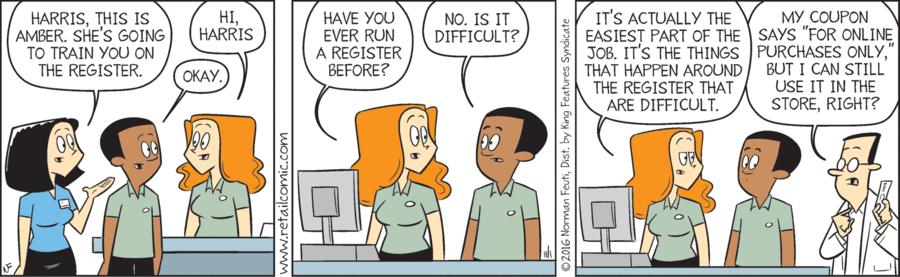 HARRIS, THIS IS
AMBER. SHE'S GOING
TO TRAIN YOU ON
THE REGISTER.
OKAY.
HI,
HARRIS
www.retailcomic.com
HAVE YOU
EVER RUN
A REGISTER
BEFORE?
NO. IS IT
DIFFICULT?
©2016 Norman Feuti, Dist. by King Features Syndicate
IT'S ACTUALLY THE
EASIEST PART OF THE
JOB. IT'S THE THINGS
THAT HAPPEN AROUND
THE REGISTER THAT
ARE DIFFICULT.
MY COUPON
SAYS "FOR ONLINE
PURCHASES ONLY,"
BUT I CAN STILL
USE IT IN THE
STORE, RIGHT?